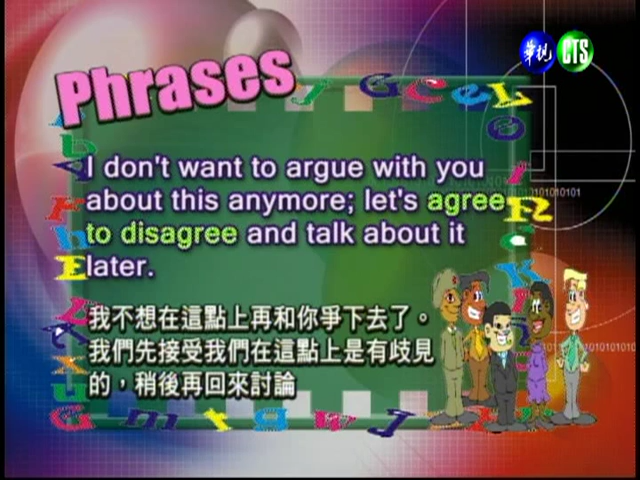 華視 CTS
Phrases
I don't want to argue with you
about this anymore; let's agree
to disagree and talk about it
later.
我不想在這點上再和你爭下去了。
我們先接受我們在這點上是有歧見
的，稍後再回來討論